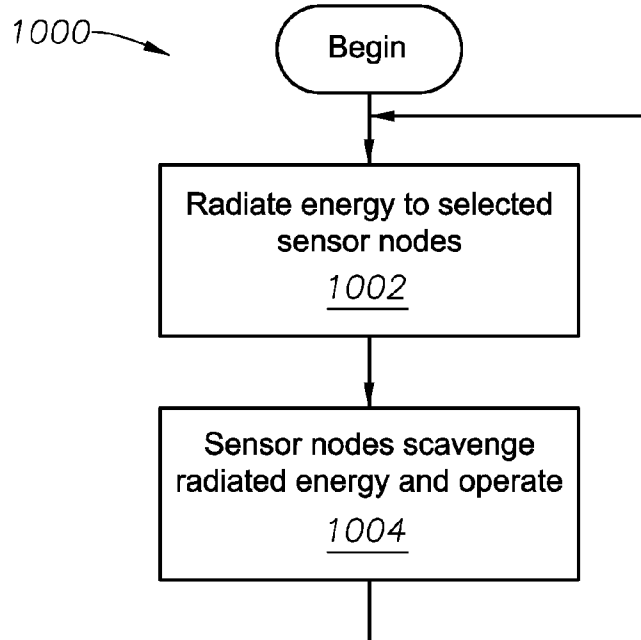 1000
Begin
Radiate energy to selected
sensor nodes
1002
Sensor nodes scavenge
radiated energy and operate
1004